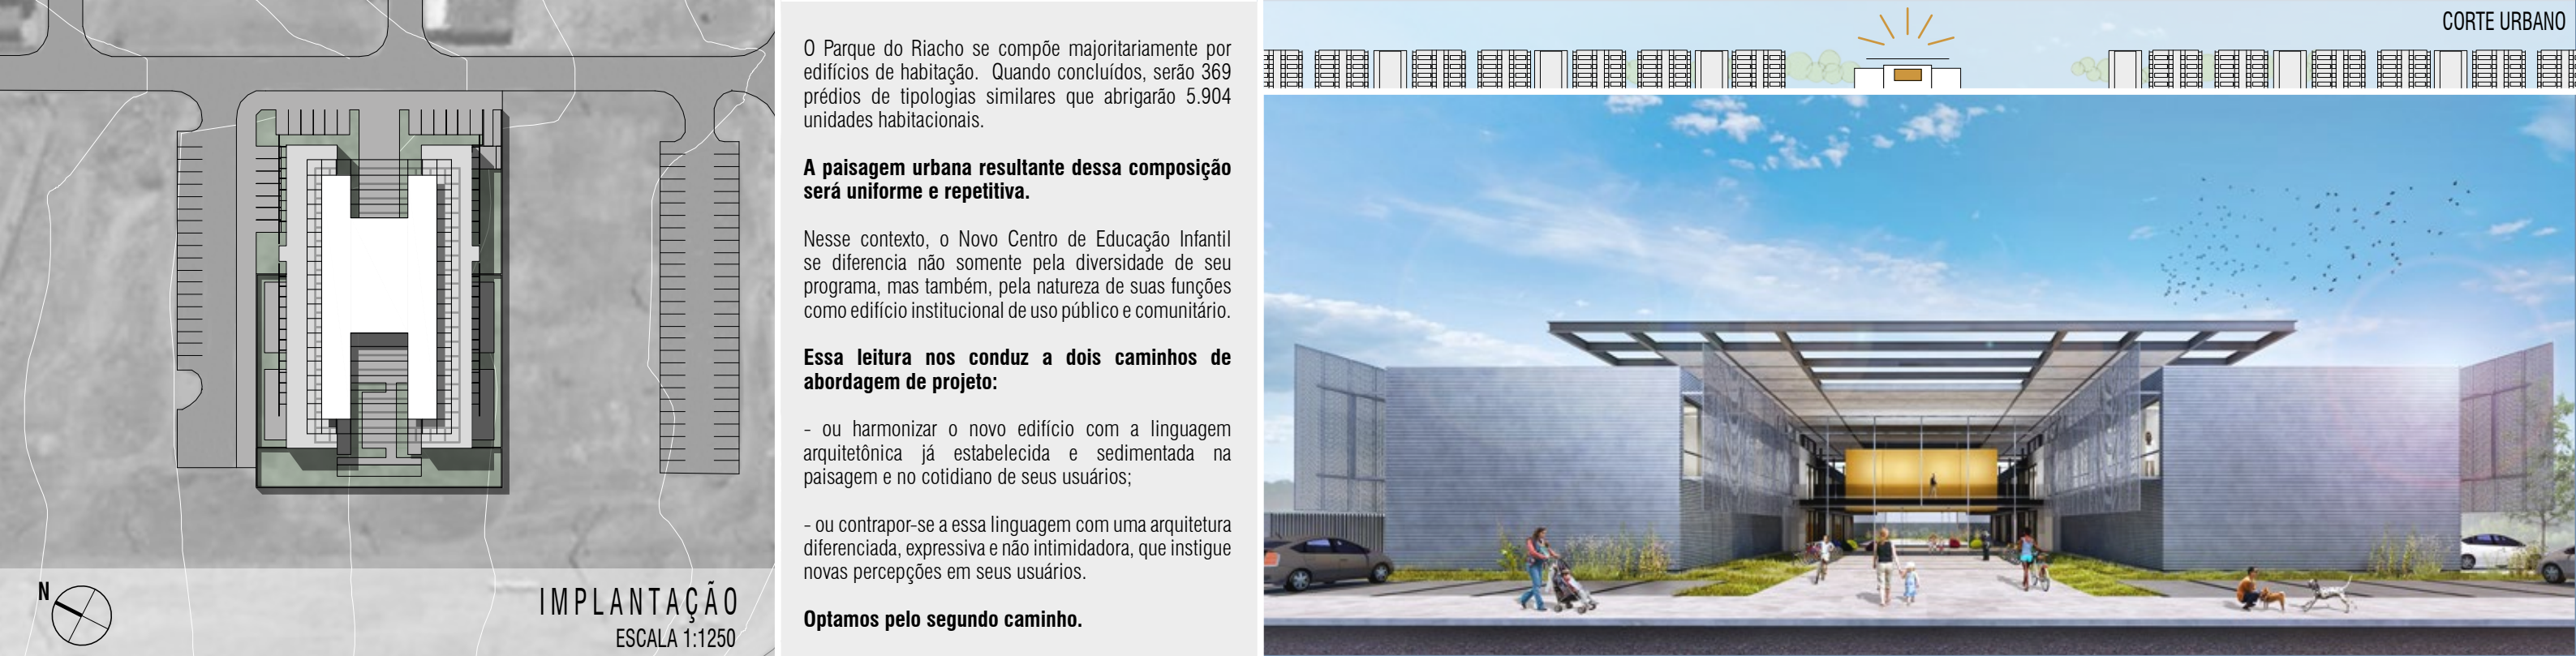 N
IMPLANTAÇÃO
ESCALA 1:1250
O Parque do Riacho se compõe majoritariamente por
edifícios de habitação. Quando concluídos, serão 369
prédios de tipologias similares que abrigarão 5.904
unidades habitacionais.
A paisagem urbana resultante dessa composição
será uniforme e repetitiva.
Nesse contexto, o Novo Centro de Educação Infantil
se diferencia não somente pela diversidade de seu
programa, mas também, pela natureza de suas funções
como edifício institucional de uso público e comunitário.
Essa leitura nos conduz a dois caminhos de
abordagem de projeto:
- ou harmonizar o novo edifício com a linguagem
arquitetônica já estabelecida e sedimentada na
paisagem e no cotidiano de seus usuários;
- ou contrapor-se a essa linguagem com uma arquitetura
diferenciada, expressiva e não intimidadora, que instigue
novas percepções em seus usuários.
Optamos pelo segundo caminho.
CORTE URBANO